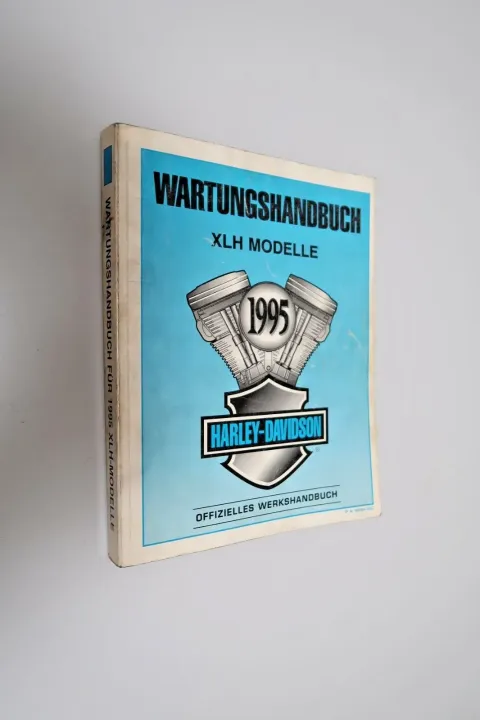 WARTUNGSHANDBUCH
XLH MODELLE
1995
HARLEY-DAVIDSON
OFFIZIELLES WERKSHANDBUCH
WARTUNGSHANDBUCH FÜR 1995 XLH-MODELLE